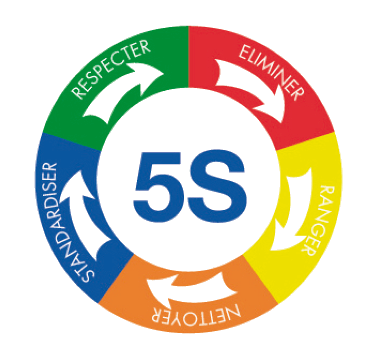 5S
ELIMINER
RANGER
NETTOYER
STANDARDISER
RESPECTER